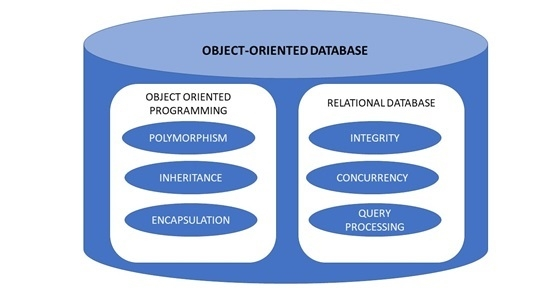 OBJECT-ORIENTED DATABASE
OBJECT ORIENTED
PROGRAMMING
POLYMORPHISM
INHERITANCE
ENCAPSULATION
RELATIONAL DATABASE
INTEGRITY
CONCURRENCY
QUERY
PROCESSING